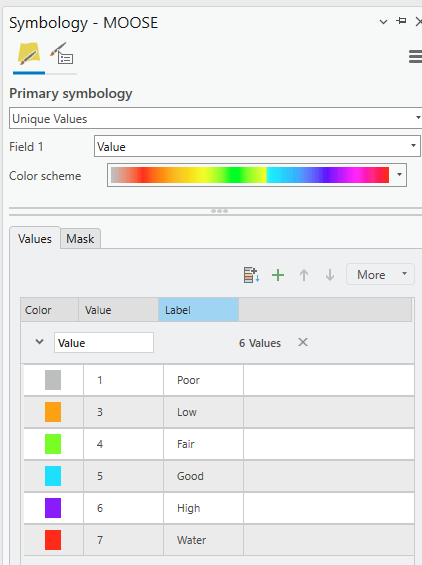 Symbology - MOOSE
Primary symbology
Unique Values
Field 1 Value
Color scheme
Values Mask
More
Color Value Label
Value 6 Values
1 Poor
3 Low
4 Fair
5 Good
6 High
7 Water